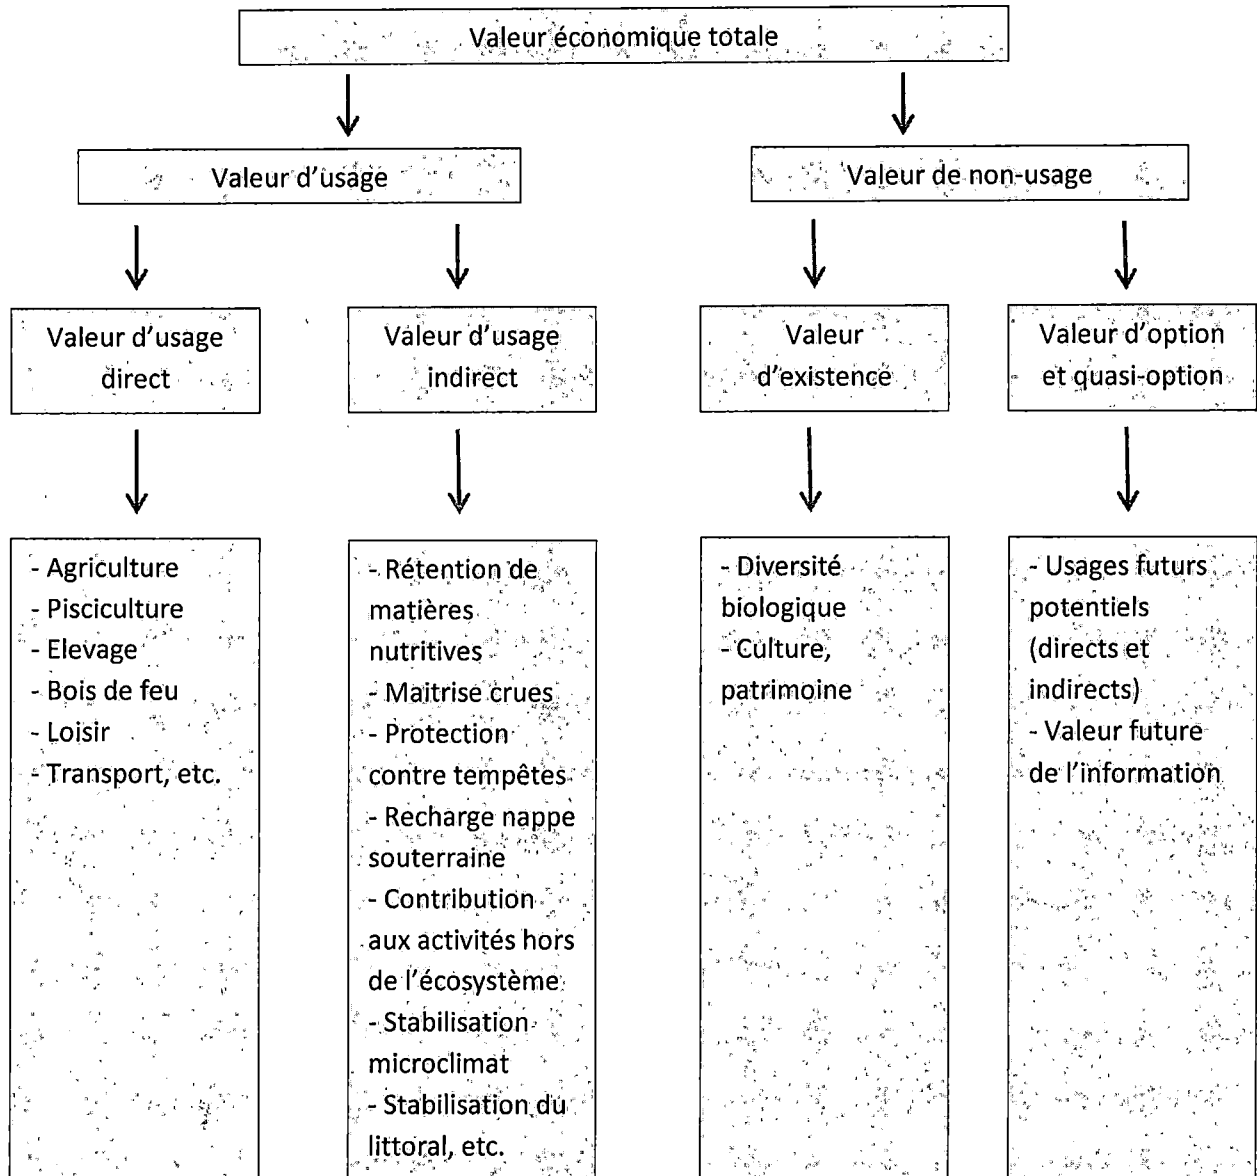 Valeur économique totale
Valeur d'usage
Valeur de non-usage
Valeur d'usage
direct
Valeur d'usage
indirect
Valeur
d'existence
Valeur d'option
et quasi-option
- Agriculture
- Pisciculture
- Elevage
- Bois de feu
- Loisir
- Transport, etc.
- Rétention de
matières
nutritives
- Maitrise crues
- Protection
contre tempêtes
- Recharge nappe
souterraine
- Contribution
aux activités hors
de l'écosystème
- Stabilisation
microclimat
- Stabilisation du
littoral, etc.
- Diversité
biologique
- Culture,
patrimoine
- Usages futurs
potentiels
(directs et
indirects)
- Valeur future
de l'information